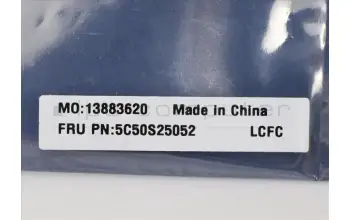 MO:13883620 Made in China
FRU PN:5C50S25052 LCFC